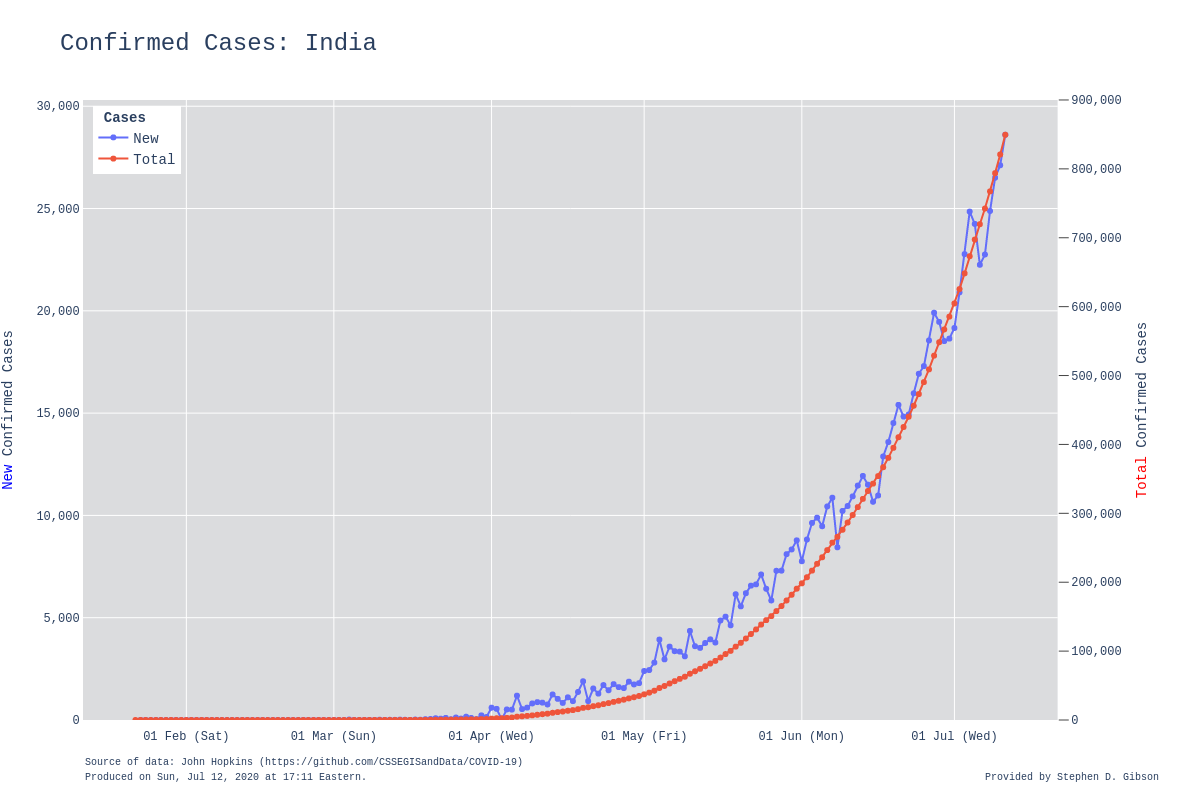 Confirmed Cases: India
Cases
New
Total
30,000
25,000
20,000
15,000
10,000
5,000
0
New Confirmed Cases
900,000
800,000
700,000
600,000
500,000
400,000
300,000
200,000
100,000
0
Total Confirmed Cases
01 Feb (Sat) 01 Mar (Sun) 01 Apr (Wed) 01 May (Fri) 01 Jun (Mon) 01 Jul (Wed)
Source of data: John Hopkins (https://github.com/CSSEGISandData/COVID-19)
Produced on Sun, Jul 12, 2020 at 17:11 Eastern.
Provided by Stephen D. Gibson